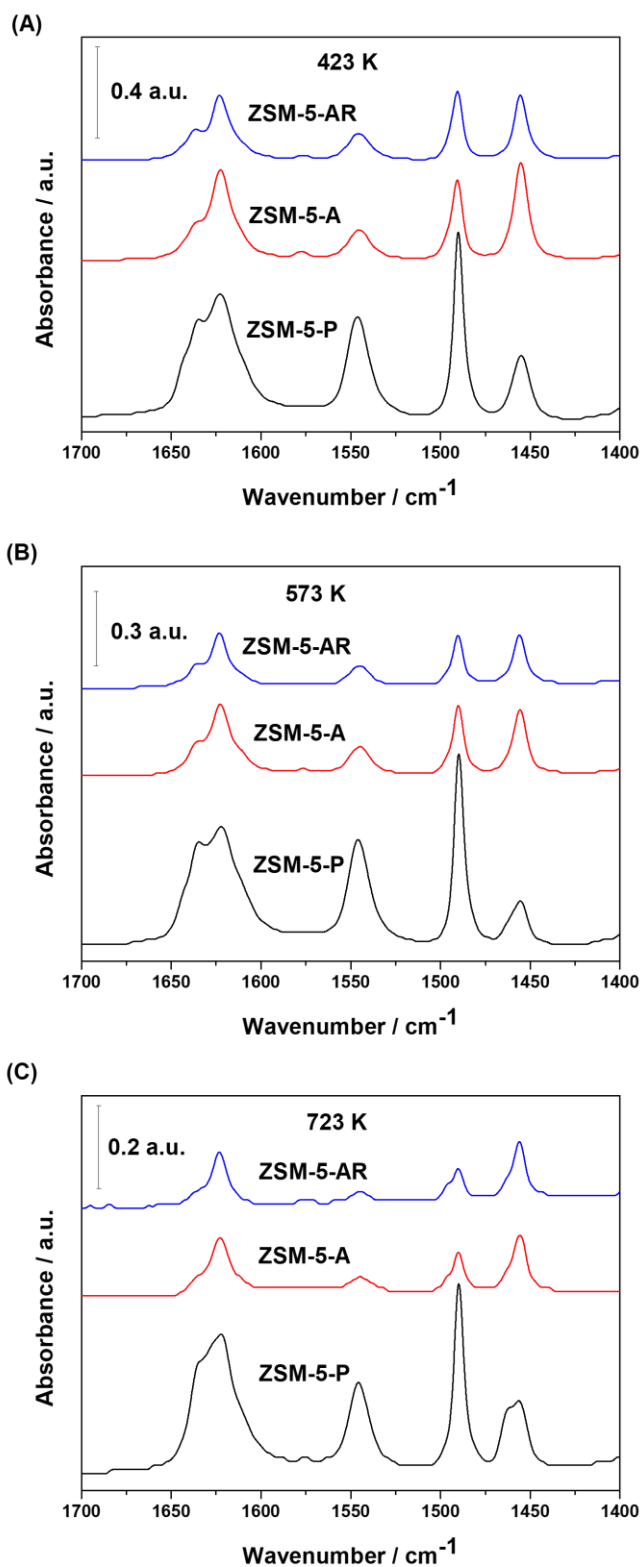 (A)
423 K
0.4 a.u.
ZSM-5-AR
ZSM-5-A
ZSM-5-P
Absorbance / a.u.
1700 1650 1600 1550 1500 1450 1400
Wavenumber / cm-1
(B)
573 K
0.3 a.u.
ZSM-5-AR
ZSM-5-A
ZSM-5-P
Absorbance / a.u.
1700 1650 1600 1550 1500 1450 1400
Wavenumber / cm-1
(C)
723 K
0.2 a.u.
ZSM-5-AR
ZSM-5-A
ZSM-5-P
Absorbance / a.u.
1700 1650 1600 1550 1500 1450 1400
Wavenumber / cm-1